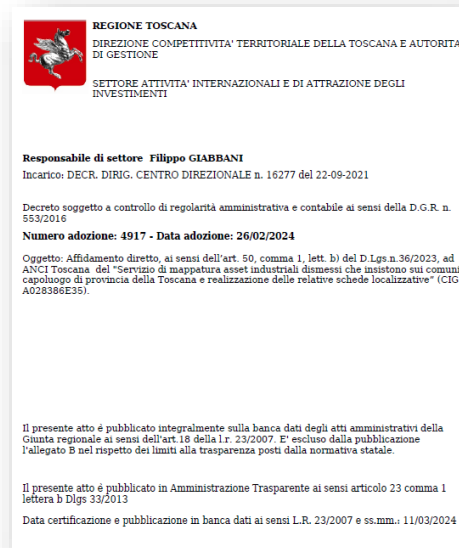 REGIONE TOSCANA
DIREZIONE COMPETITIVITA' TERRITORIALE DELLA TOSCANA E AUTORITA
DI GESTIONE
SETTORE ATTIVITA' INTERNAZIONALI E DI ATTRAZIONE DEGLI
INVESTIMENTI
Responsabile di settore Filippo GIABBANI
Incarico: DECR. DIRIG. CENTRO DIREZIONALE n. 16277 del 22-09-2021
Decreto soggetto a controllo di regolarità amministrativa e contabile ai sensi della D.G.R. n.
553/2016
Numero adozione: 4917 - Data adozione: 26/02/2024
Oggetto: Affidamento diretto, ai sensi dell'art. 50, comma 1, lett. b) del D.Lgs.n.36/2023, ad
ANCI Toscana del "Servizio di mappatura asset industriali dismessi che insistono sui comuni
capoluogo di provincia della Toscana e realizzazione delle relative schede localizzative" (CIG
A028386E35).
Il presente atto è pubblicato integralmente sulla banca dati degli atti amministrativi della
Giunta regionale ai sensi dell'art.18 della l.r. 23/2007. E' escluso dalla pubblicazione
l'allegato B nel rispetto dei limiti alla trasparenza posti dalla normativa statale.
Il presente atto è pubblicato in Amministrazione Trasparente ai sensi articolo 23 comma 1
lettera b Dlgs 33/2013
Data certificazione e pubblicazione in banca dati ai sensi L.R. 23/2007 e ss.mm.: 11/03/2024